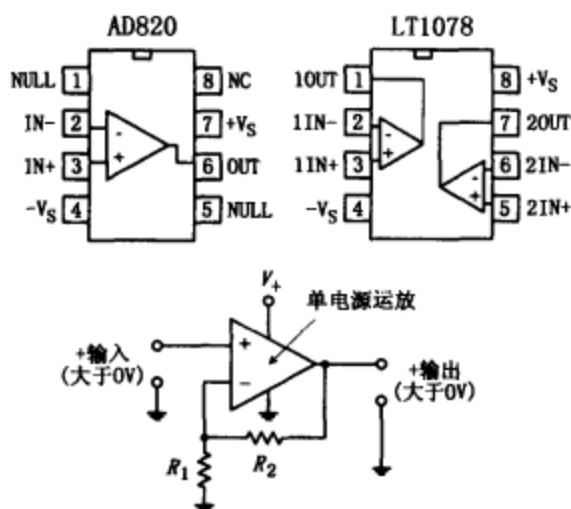 AD820
NULL 1
8 NC
IN- 2
7 +VS
IN+ 3
6 OUT
-VS 4
5 NULL
- +
LT1078
1OUT 1
8 +VS
1IN- 2
7 2OUT
1IN+ 3
6 2IN-
-VS 4
5 2IN+
- +
- +
V+
单电源运放
+输入
(大于0V)
+
-
+输出
(大于0V)
R1
R2